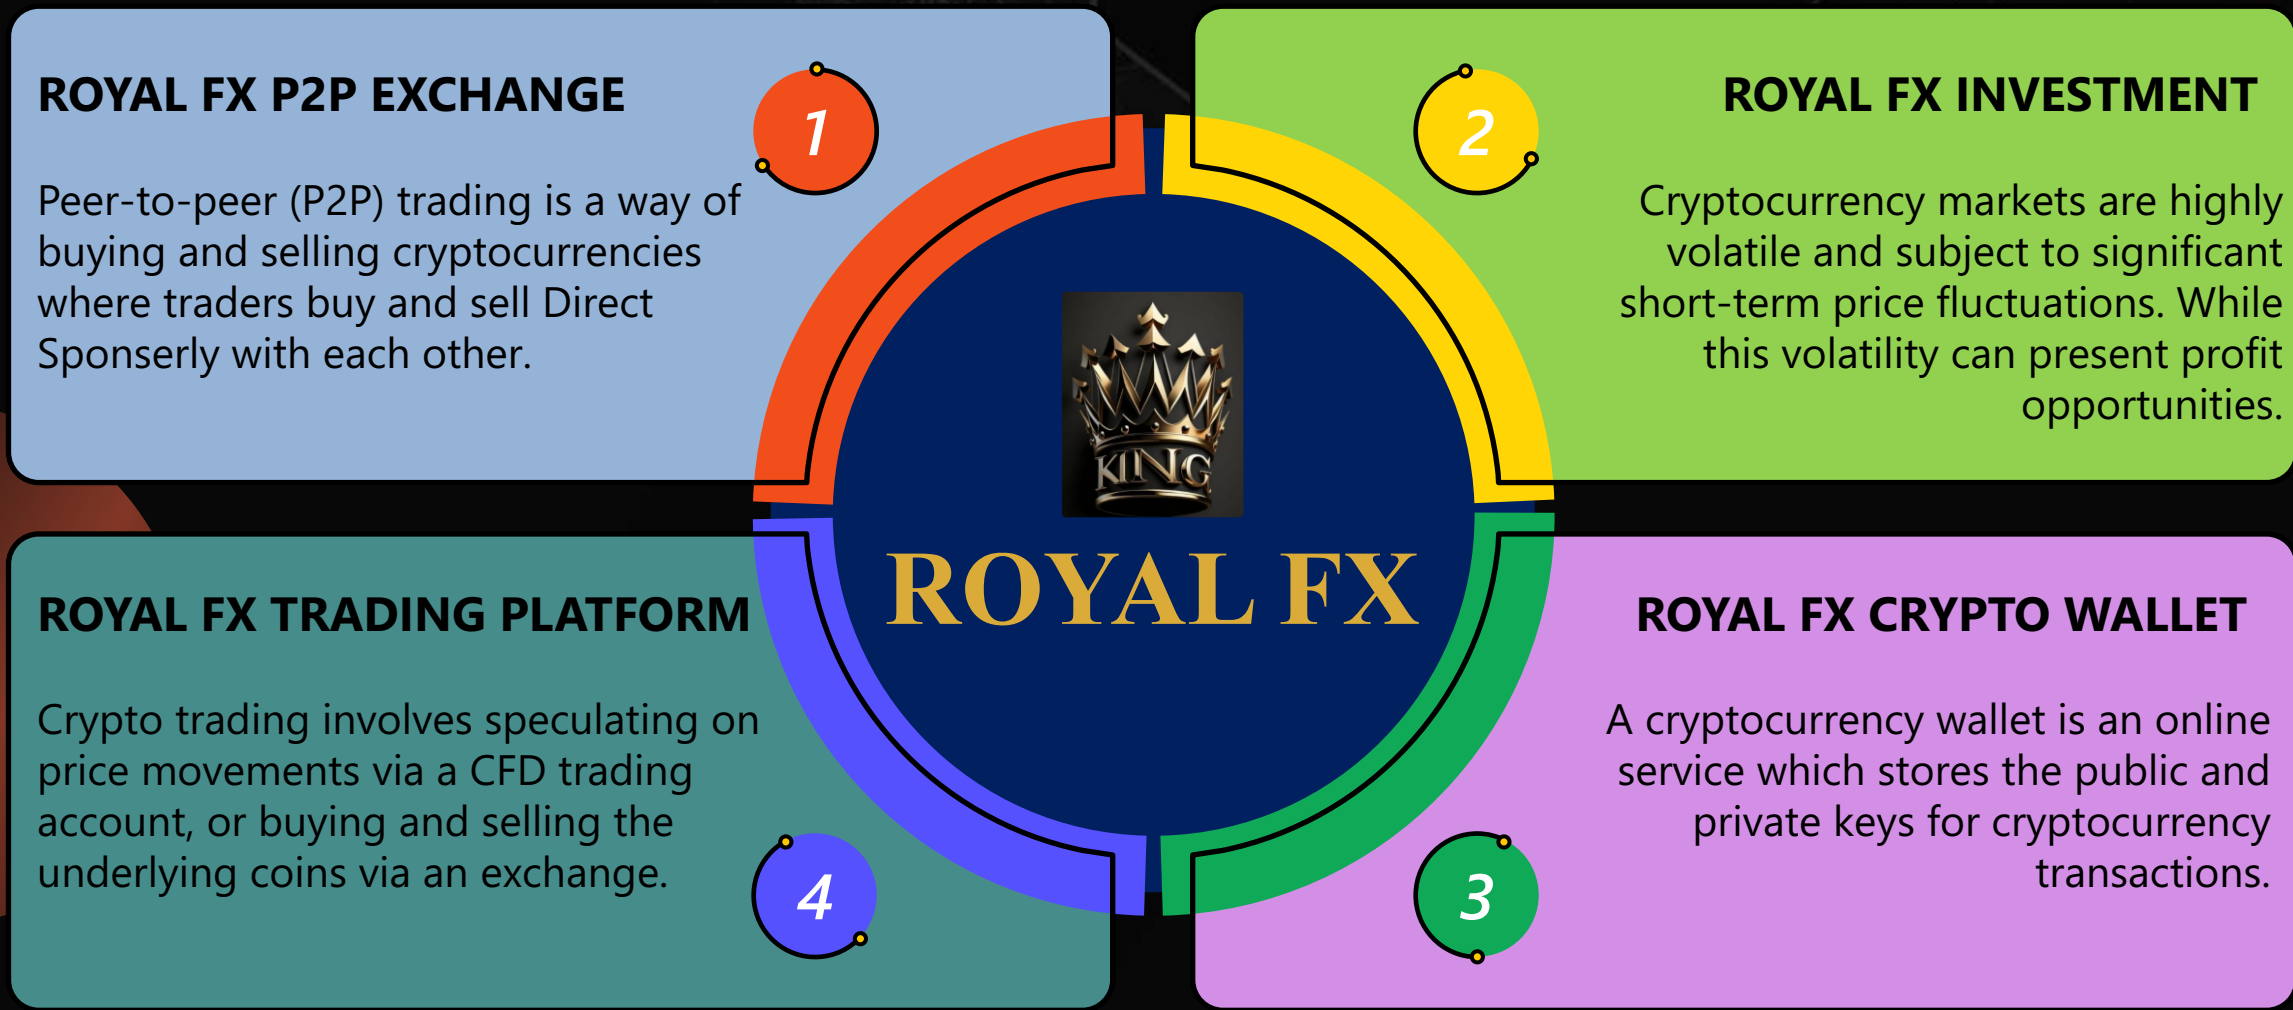 ROYAL FX P2P EXCHANGE
1
Peer-to-peer (P2P) trading is a way of
buying and selling cryptocurrencies
where traders buy and sell Direct
Sponserly with each other.
ROYAL FX INVESTMENT
2
Cryptocurrency markets are highly
volatile and subject to significant
short-term price fluctuations. While
this volatility can present profit
opportunities.
KING
ROYAL FX
ROYAL FX TRADING PLATFORM
Crypto trading involves speculating on
price movements via a CFD trading
account, or buying and selling the
underlying coins via an exchange.
4
ROYAL FX CRYPTO WALLET
A cryptocurrency wallet is an online
service which stores the public and
private keys for cryptocurrency
transactions.
3